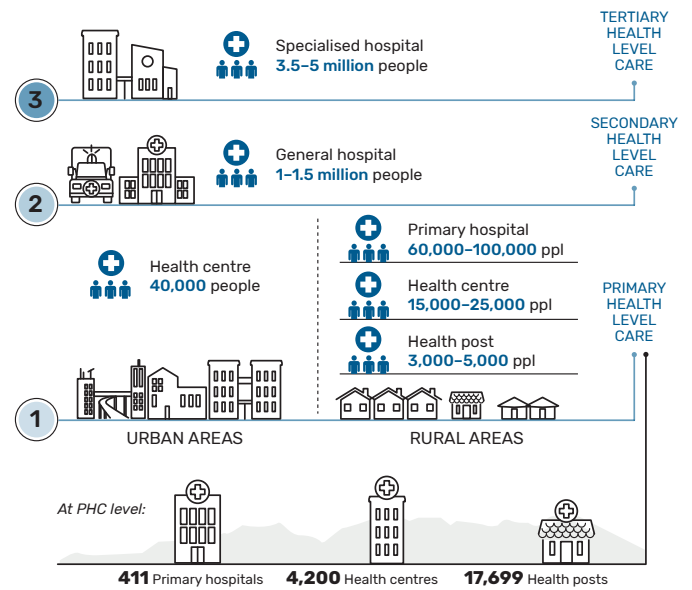 TERTIARY
HEALTH
LEVEL
CARE
Specialised hospital
3.5–5 million people
3
SECONDARY
HEALTH
LEVEL
CARE
General hospital
1–1.5 million people
2
Health centre
40,000 people
Primary hospital
60,000–100,000 ppl
Health centre
15,000–25,000 ppl
Health post
3,000–5,000 ppl
PRIMARY
HEALTH
LEVEL
CARE
1
URBAN AREAS
RURAL AREAS
At PHC level:
411 Primary hospitals
4,200 Health centres
17,699 Health posts